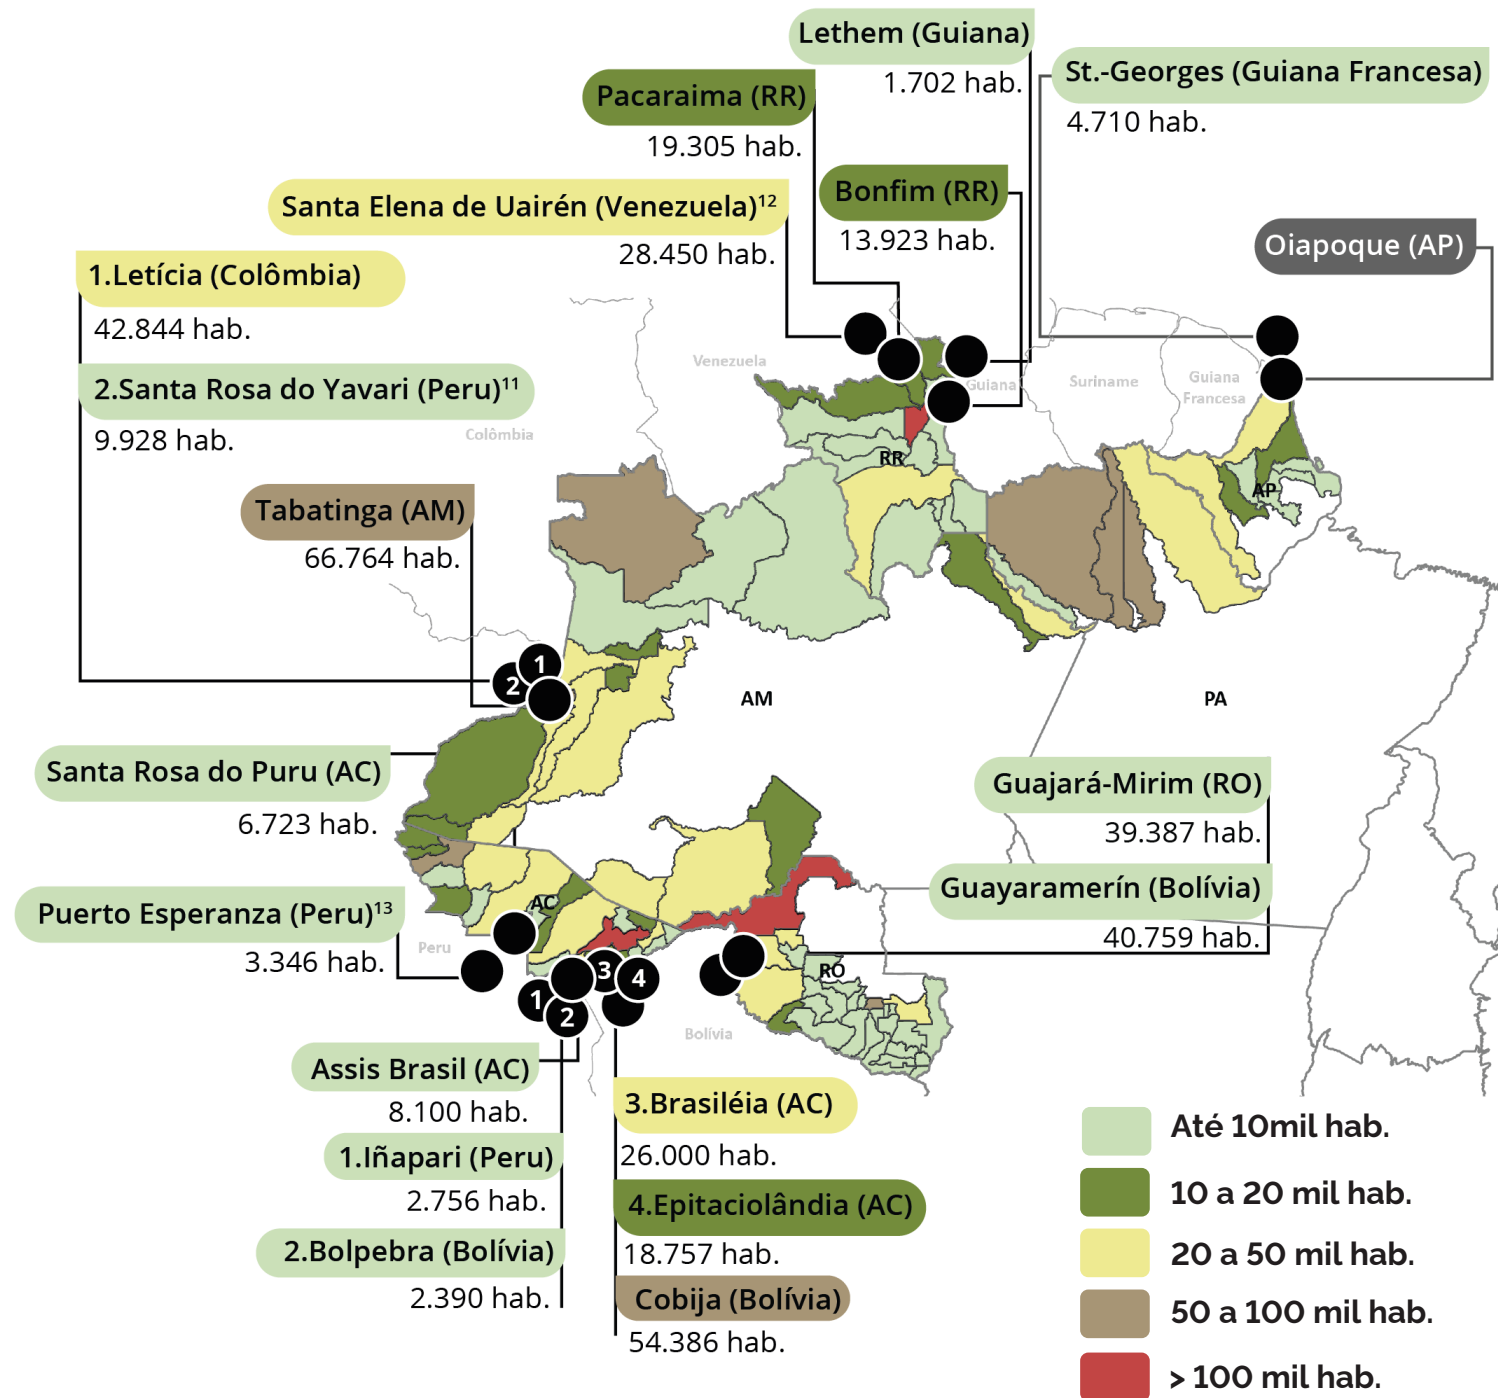 Lethem (Guiana)
1.702 hab.
St.-Georges (Guiana Francesa)
4.710 hab.
Pacaraima (RR)
19.305 hab.
Bonfim (RR)
13.923 hab.
Santa Elena de Uairén (Venezuela)¹²
28.450 hab.
Oiapoque (AP)
1.Letícia (Colômbia)
42.844 hab.
2.Santa Rosa do Yavari (Peru)¹¹
9.928 hab.
Venezuela
Guiana
Suriname
Guiana
Francesa
Colômbia
RR
AP
Tabatinga (AM)
66.764 hab.
1
2
AM
PA
Santa Rosa do Puru (AC)
6.723 hab.
Guajará-Mirim (RO)
39.387 hab.
Guayaramerín (Bolívia)
40.759 hab.
Puerto Esperanza (Peru)¹³
3.346 hab.
AC
Peru
RO
Bolívia
3
4
1
2
Assis Brasil (AC)
8.100 hab.
1.Iñapari (Peru)
2.756 hab.
2.Bolpebra (Bolívia)
2.390 hab.
3.Brasiléia (AC)
26.000 hab.
4.Epitaciolândia (AC)
18.757 hab.
Cobija (Bolívia)
54.386 hab.
Até 10mil hab.
10 a 20 mil hab.
20 a 50 mil hab.
50 a 100 mil hab.
> 100 mil hab.